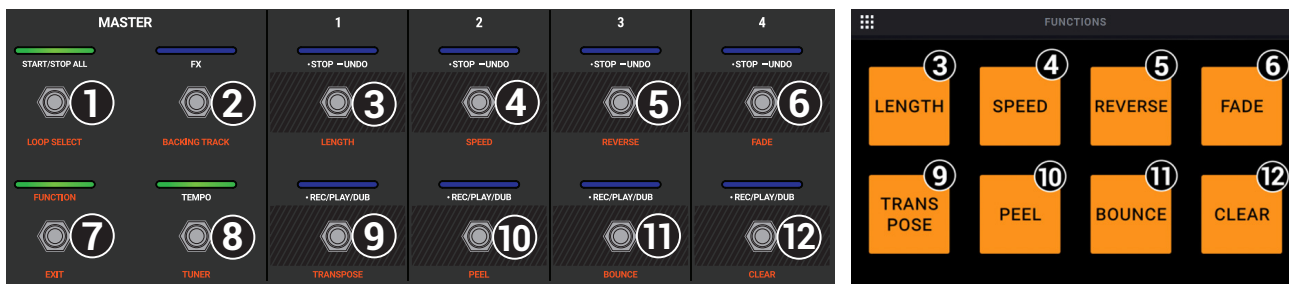 MASTER 1 2 3 4
START/STOP ALL FX •STOP –UNDO •STOP –UNDO •STOP –UNDO •STOP –UNDO
1 2 3 4 5 6
LOOP SELECT BACKING TRACK LENGTH SPEED REVERSE FADE
FUNCTION TEMPO •REC/PLAY/DUB •REC/PLAY/DUB •REC/PLAY/DUB •REC/PLAY/DUB
7 8 9 10 11 12
EXIT TUNER TRANSPOSE PEEL BOUNCE CLEAR
FUNCTIONS
3 4 5 6
LENGTH SPEED REVERSE FADE
9 10 11 12
TRANS
POSE PEEL BOUNCE CLEAR